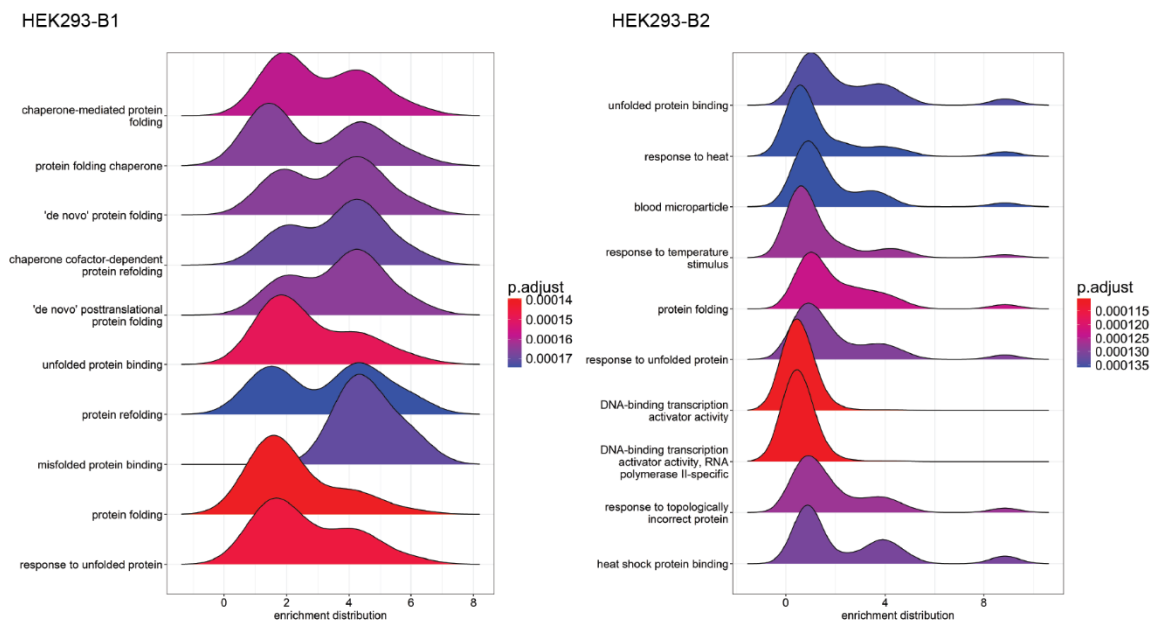 HEK293-B1
chaperone-mediated protein
folding
protein folding chaperone
'de novo' protein folding
chaperone cofactor-dependent
protein refolding
'de novo' posttranslational
protein folding
unfolded protein binding
protein refolding
misfolded protein binding
protein folding
response to unfolded protein
0 2 4 6 8
enrichment distribution
p.adjust
0.00014
0.00015
0.00016
0.00017
HEK293-B2
unfolded protein binding
response to heat
blood microparticle
response to temperature
stimulus
protein folding
response to unfolded protein
DNA-binding transcription
activator activity
DNA-binding transcription
activator activity, RNA
polymerase II-specific
response to topologically
incorrect protein
heat shock protein binding
0 4 8
enrichment distribution
p.adjust
0.000115
0.000120
0.000125
0.000130
0.000135